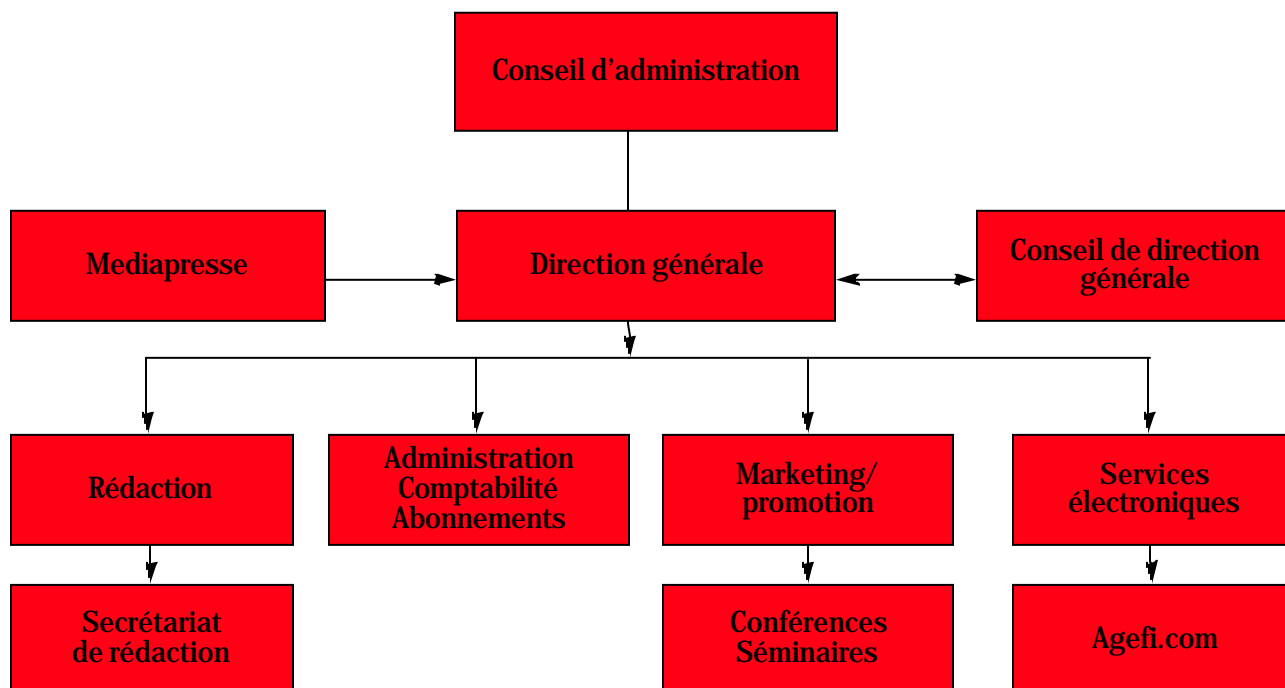 Conseil d’administration
Mediapresse
Direction générale
Conseil de direction
générale
Rédaction
Administration
Comptabilité
Abonnements
Marketing/
promotion
Services
électroniques
Secrétariat
de rédaction
Conférences
Séminaires
Agefi.com